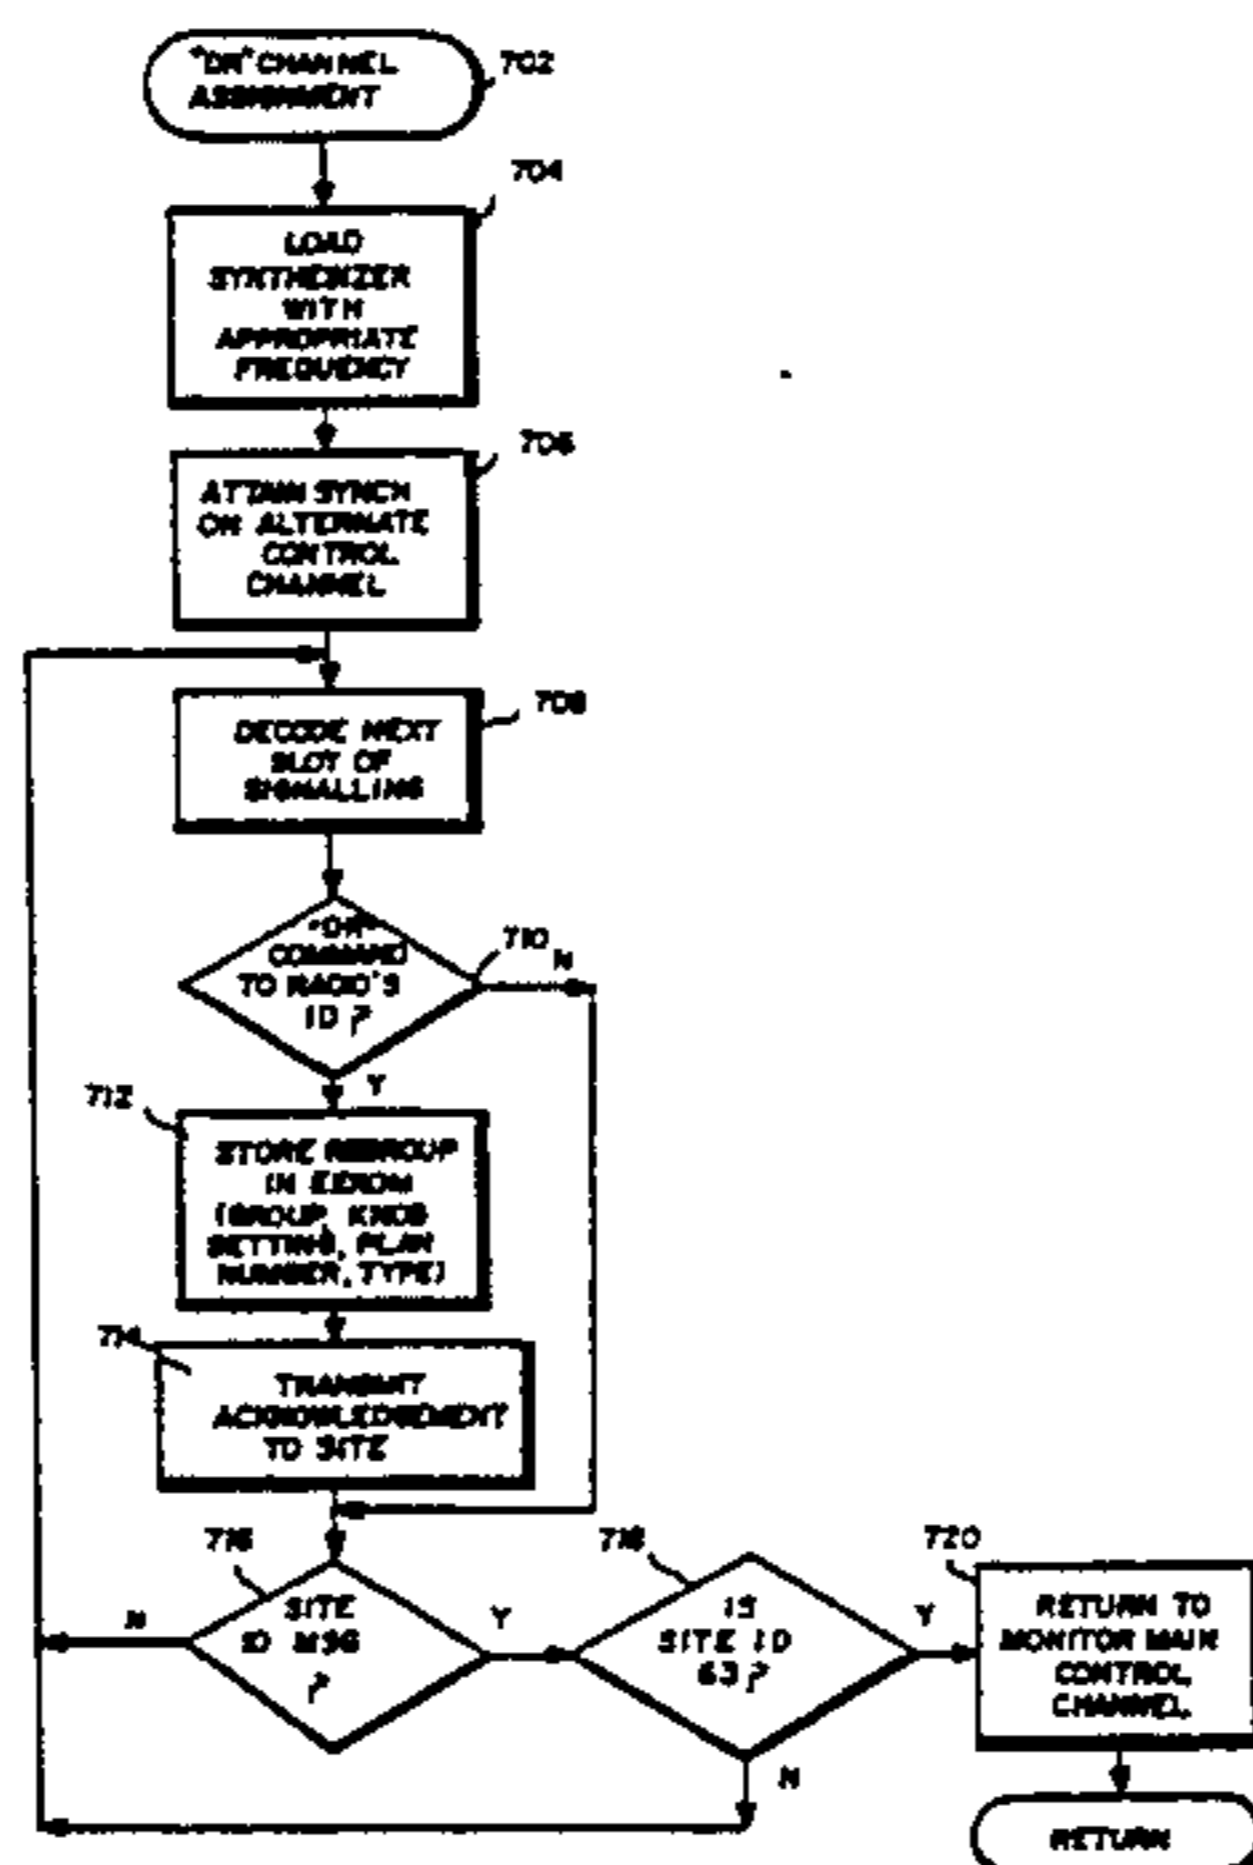 "DR" CHANNEL
ASSIGNMENT
702
704
LOAD
SYNTHESIZER
WITH
APPROPRIATE
FREQUENCY
706
ATTAIN SYNCH
ON ALTERNATE
CONTROL
CHANNEL
708
DECODE NEXT
SLOT OF
SIGNALLING
710
"DR"
COMMAND
TO RADIO'S
ID ?
N
Y
712
STORE REGROUP
IN EEROM
(GROUP, KNOB
SETTING, PLAN
NUMBER, TYPE)
714
TRANSMIT
ACKNOWLEDGEMENT
TO SITE
716
SITE
ID MSG
?
N
Y
718
IS
SITE ID
63 ?
Y
N
720
RETURN TO
MONITOR MAIN
CONTROL
CHANNEL
RETURN